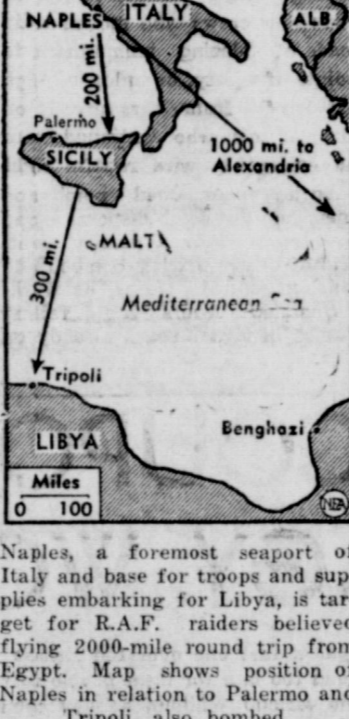 ITALY
NAPLES
ALB.
200 mi.
Palermo
SICILY
1000 mi. to
Alexandria
MALTA
300 mi.
Mediterranean Sea
Tripoli
Benghazi
LIBYA
Miles
0 100
NEA
Naples, a foremost seaport of
Italy and base for troops and sup
plies embarking for Libya, is tar
get for R.A.F. raiders believed
flying 2000-mile round trip from
Egypt. Map shows position of
Naples in relation to Palermo and
Tripoli, also bombed